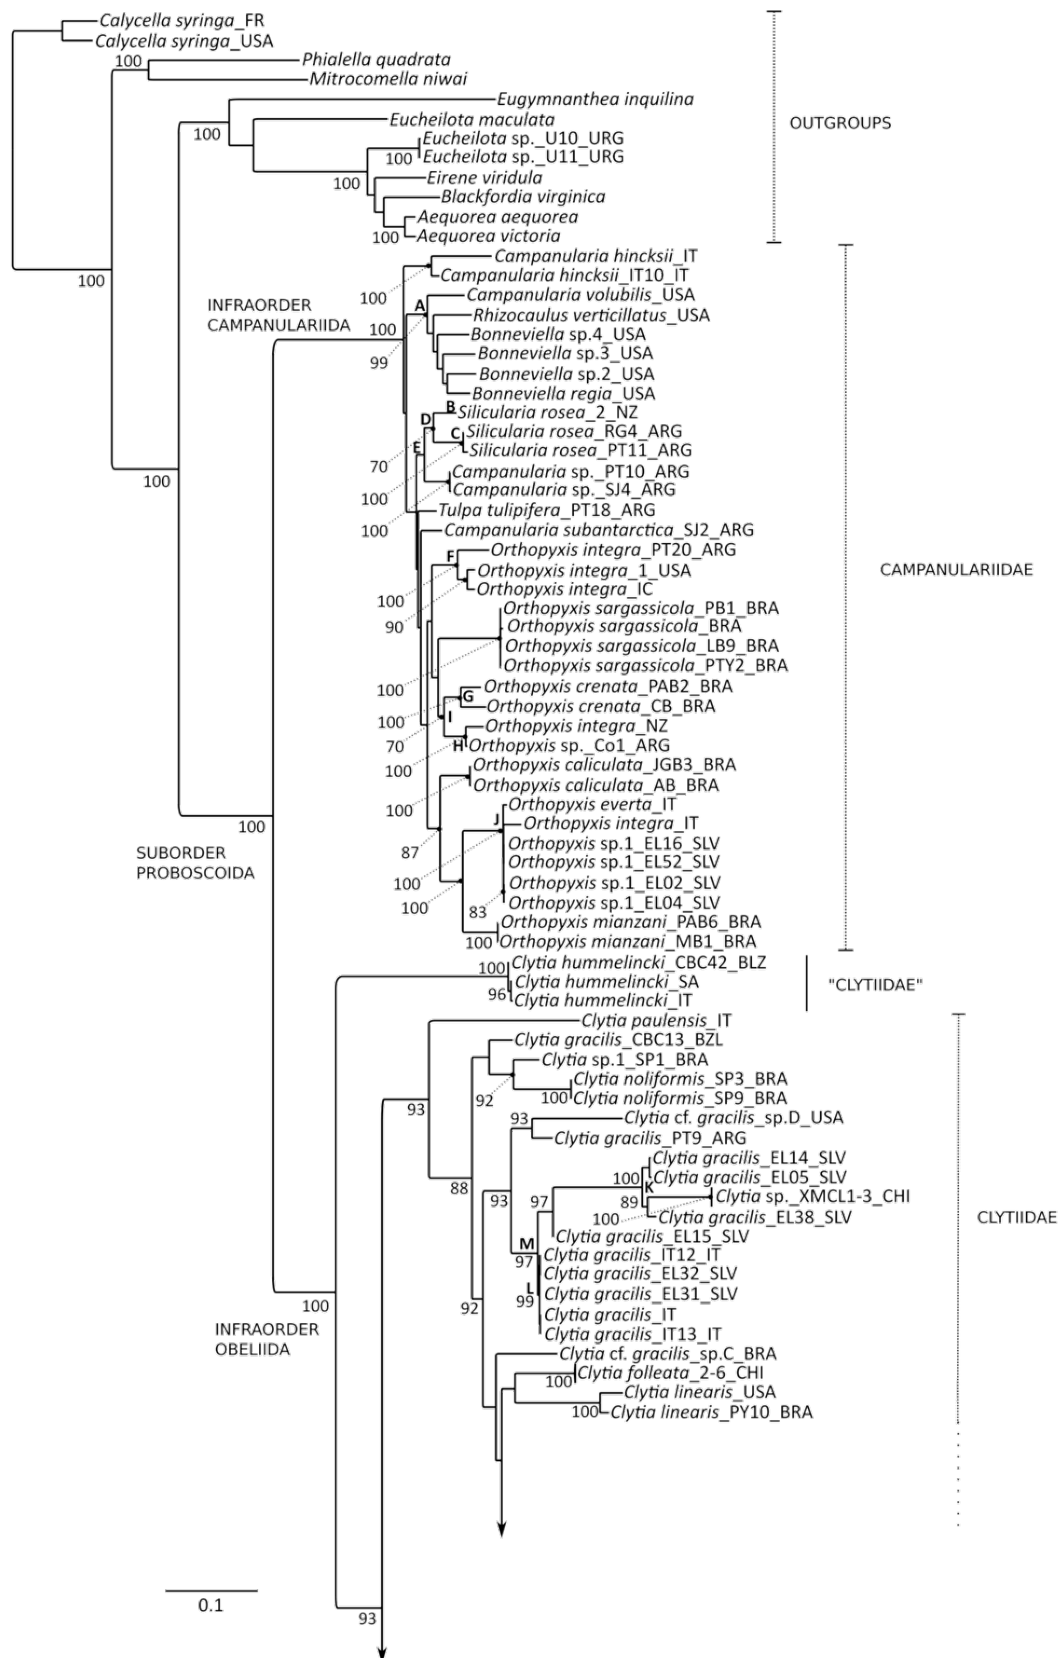 Calycella syringa_FR
Calycella syringa_USA
100
Phialella quadrata
Mitrocomella niwai
Eugymnanthea inquilina
OUTGROUPS
100
Eucheilota maculata
Eucheilota sp._U10_URG
100
Eucheilota sp._U11_URG
100
Eirene viridula
Blackfordia virginica
Aequorea aequorea
100
Aequorea victoria
100
Campanularia hincksii_IT
Campanularia hincksii_IT10_IT
100
INFRAORDER
CAMPANULARIIDA
100
A
Campanularia volubilis_USA
Rhizocaulus verticillatus_USA
Bonneviella sp.4_USA
99
Bonneviella sp.3_USA
Bonneviella sp.2_USA
Bonneviella regia_USA
B
Silicularia rosea_2_NZ
D
C
Silicularia rosea_RG4_ARG
E
Silicularia rosea_PT11_ARG
70
Campanularia sp._PT10_ARG
100
Campanularia sp._SJ4_ARG
100
Tulpa tulipifera_PT18_ARG
100
Campanularia subantarctica_SJ2_ARG
F
Orthopyxis integra_PT20_ARG
CAMPANULARIIDAE
Orthopyxis integra_1_USA
Orthopyxis integra_IC
100
90
Orthopyxis sargassicola_PB1_BRA
Orthopyxis sargassicola_BRA
Orthopyxis sargassicola_LB9_BRA
Orthopyxis sargassicola_PTY2_BRA
100
Orthopyxis crenata_PAB2_BRA
G
Orthopyxis crenata_CB_BRA
100
I
Orthopyxis integra_NZ
70
H
Orthopyxis sp._Co1_ARG
100
Orthopyxis caliculata_JGB3_BRA
Orthopyxis caliculata_AB_BRA
100
Orthopyxis everta_IT
J
Orthopyxis integra_IT
100
SUBORDER
PROBOSCOIDA
87
Orthopyxis sp.1_EL16_SLV
Orthopyxis sp.1_EL52_SLV
100
Orthopyxis sp.1_EL02_SLV
100
83
Orthopyxis sp.1_EL04_SLV
Orthopyxis mianzani_PAB6_BRA
100
Orthopyxis mianzani_MB1_BRA
Clytia hummelincki_CBC42_BLZ
100
Clytia hummelincki_SA
96
Clytia hummelincki_IT
"CLYTIIDAE"
Clytia paulensis_IT
Clytia gracilis_CBC13_BZL
Clytia sp.1_SP1_BRA
Clytia noliformis_SP3_BRA
100
Clytia noliformis_SP9_BRA
92
93
93
Clytia cf. gracilis_sp.D_USA
Clytia gracilis_PT9_ARG
Clytia gracilis_EL14_SLV
100
Clytia gracilis_EL05_SLV
88
93
97
K
89
Clytia sp._XMCL1-3_CHI
100
Clytia gracilis_EL38_SLV
CLYTIIDAE
Clytia gracilis_EL15_SLV
M
97
Clytia gracilis_IT12_IT
Clytia gracilis_EL32_SLV
L
99
Clytia gracilis_EL31_SLV
92
100
Clytia gracilis_IT
INFRAORDER
OBELIIDA
Clytia gracilis_IT13_IT
Clytia cf. gracilis_sp.C_BRA
Clytia folleata_2-6_CHI
100
Clytia linearis_USA
100
Clytia linearis_PY10_BRA
0.1
93